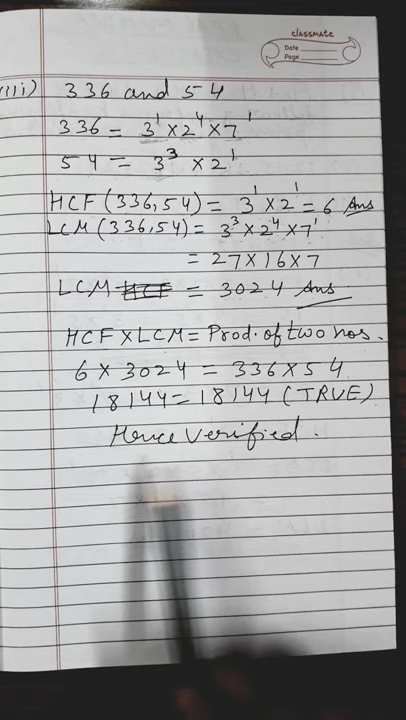 classmate
Date
Page
(iii) 336 and 54
336 = 3¹ × 2⁴ × 7¹
54 = 3³ × 2¹
HCF (336,54) = 3¹ × 2¹ = 6 Ans
LCM (336,54) = 3³ × 2⁴ × 7¹
= 27 × 16 × 7
LCM HCF = 3024 Ans
HCF × LCM = Prod. of two nos.
6 × 3024 = 336 × 54
18144 = 18144 (TRUE)
Hence Verified.